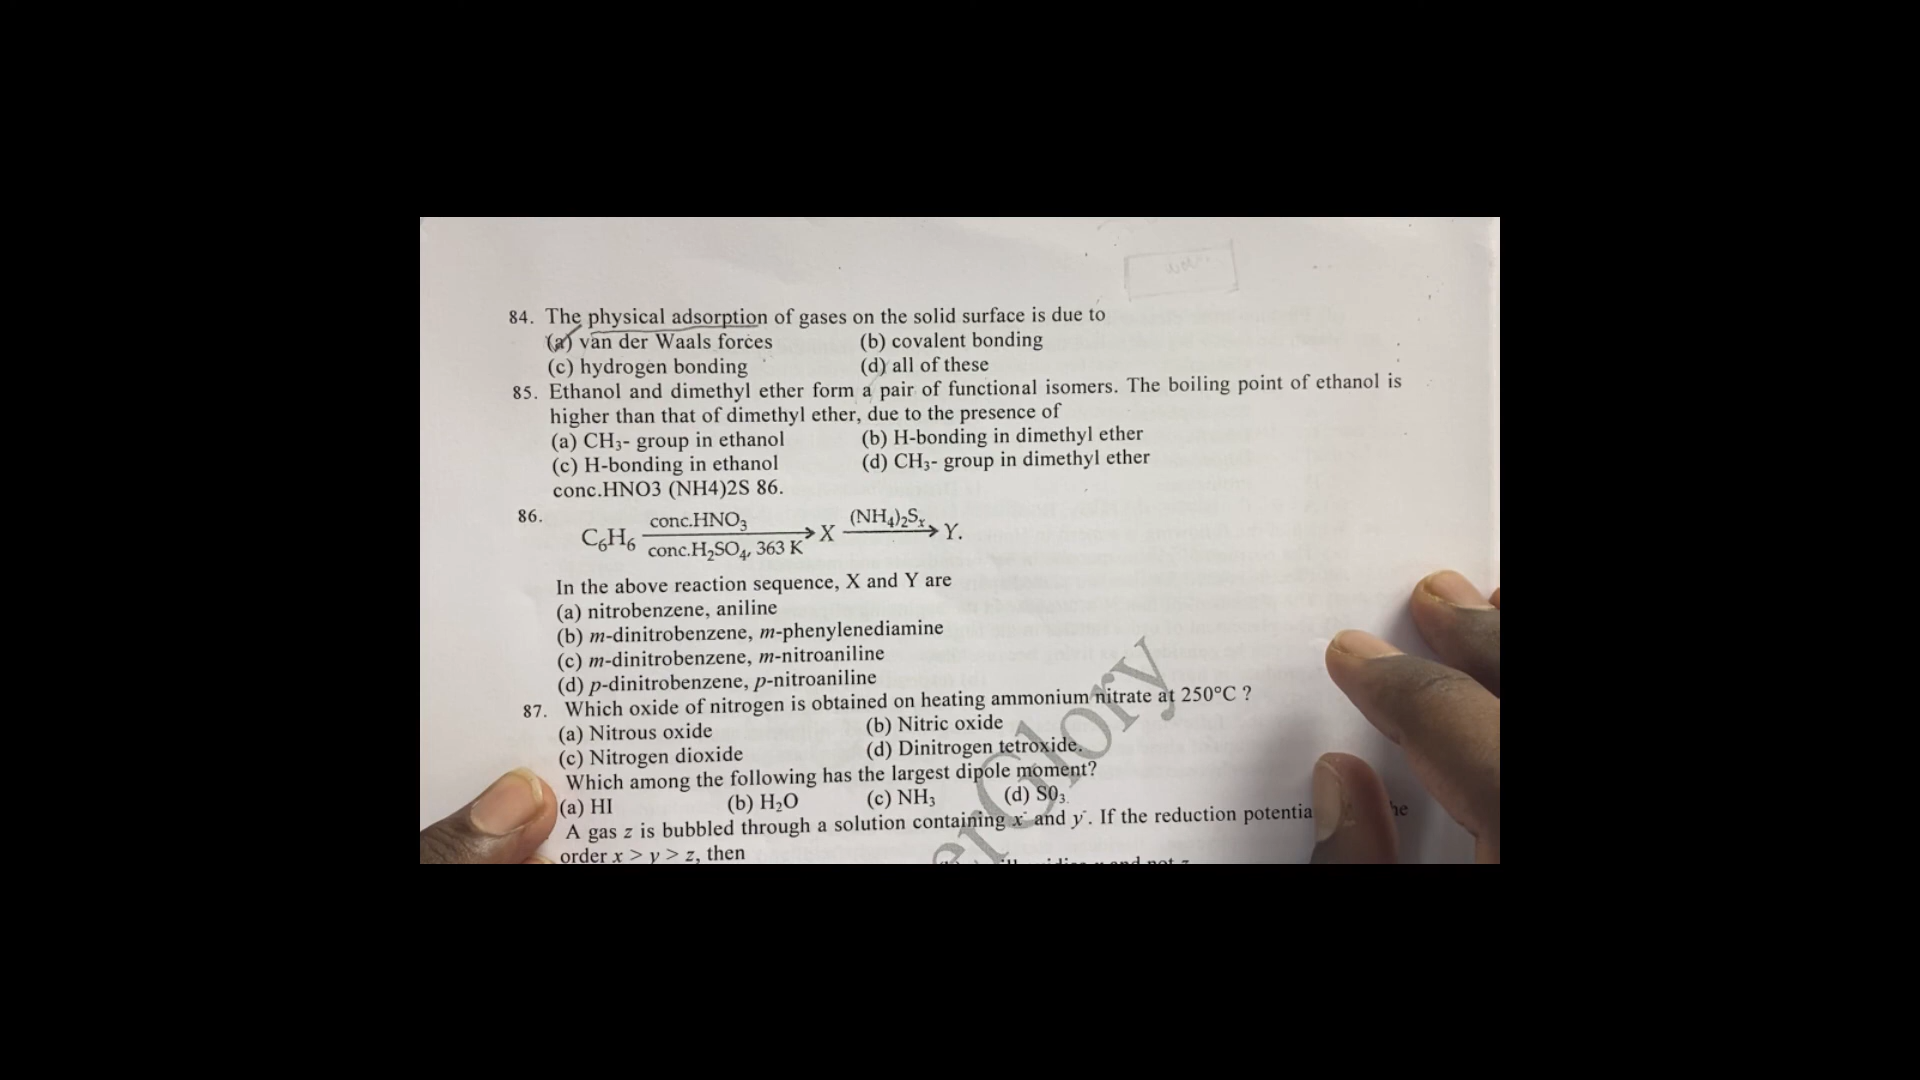 84. The physical adsorption of gases on the solid surface is due to
(a) van der Waals forces (b) covalent bonding
(c) hydrogen bonding (d) all of these
85. Ethanol and dimethyl ether form a pair of functional isomers. The boiling point of ethanol is
higher than that of dimethyl ether, due to the presence of
(a) CH₃- group in ethanol (b) H-bonding in dimethyl ether
(c) H-bonding in ethanol (d) CH₃- group in dimethyl ether
conc.HNO3 (NH4)2S 86.
86. C₆H₆ conc.HNO₃ conc.H₂SO₄, 363 K → X (NH₄)₂Sₓ → Y.
In the above reaction sequence, X and Y are
(a) nitrobenzene, aniline
(b) m-dinitrobenzene, m-phenylenediamine
(c) m-dinitrobenzene, m-nitroaniline
(d) p-dinitrobenzene, p-nitroaniline
87. Which oxide of nitrogen is obtained on heating ammonium nitrate at 250°C ?
(a) Nitrous oxide (b) Nitric oxide
(c) Nitrogen dioxide (d) Dinitrogen tetroxide.
Which among the following has the largest dipole moment?
(a) HI (b) H₂O (c) NH₃ (d) S0₃.
A gas z is bubbled through a solution containing x⁻ and y⁻. If the reduction
order x > y > z, then